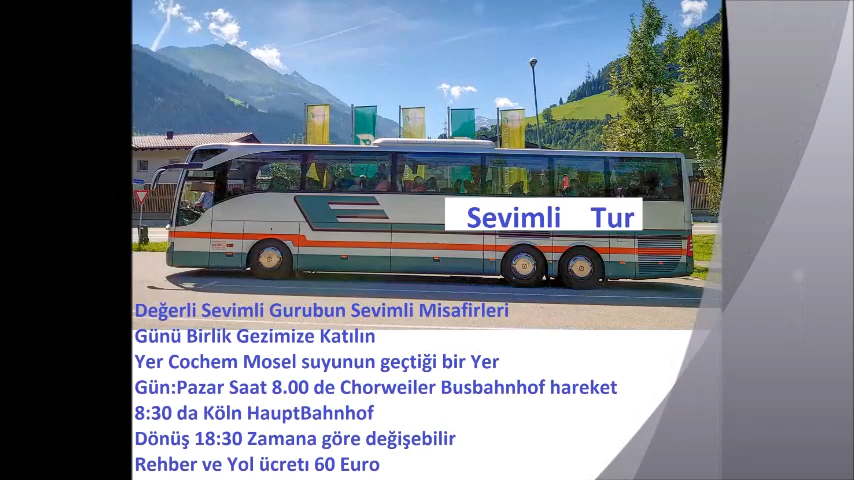 Sevimli Tur
Değerli Sevimli Gurubun Sevimli Misafirleri
Günü Birlik Gezimize Katılın
Yer Cochem Mosel suyunun geçtiği bir Yer
Gün:Pazar Saat 8.00 de Chorweiler Busbahnhof hareket
8:30 da Köln HauptBahnhof
Dönüş 18:30 Zamana göre değişebilir
Rehber ve Yol ücretı 60 Euro